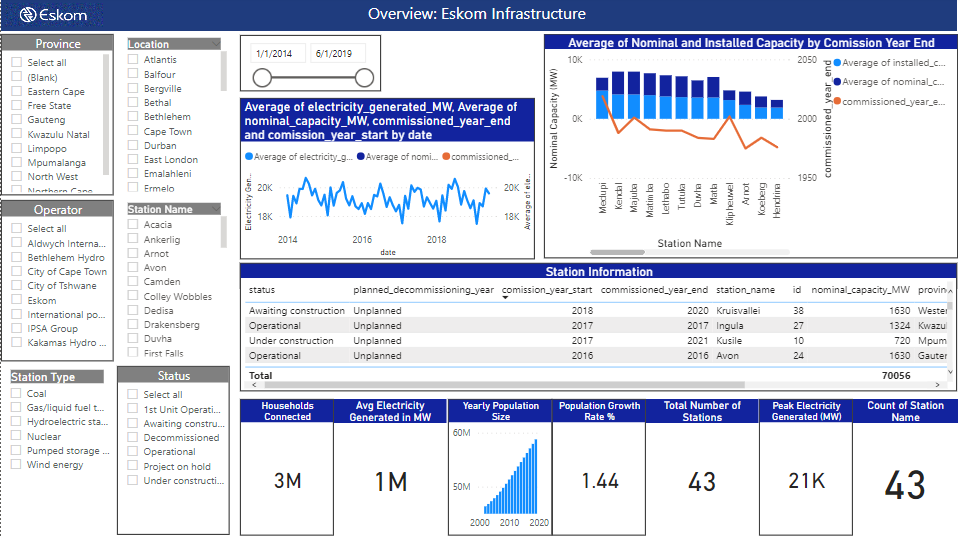 Eskom
Overview: Eskom Infrastructure
Province
Select all
(Blank)
Eastern Cape
Free State
Gauteng
Kwazulu Natal
Limpopo
Mpumalanga
North West
Northern Cape
Location
Atlantis
Balfour
Bergville
Bethal
Bethlehem
Cape Town
Durban
East London
Emalahleni
Ermelo
Operator
Select all
Aldwych Interna...
Bethlehem Hydro
City of Cape Town
City of Tshwane
Eskom
International po...
IPSA Group
Kakamas Hydro ...
Station Name
Acacia
Ankerlig
Arnot
Avon
Camden
Colley Wobbles
Dedisa
Drakensberg
Duvha
First Falls
Station Type
Coal
Gas/liquid fuel t...
Hydroelectric sta...
Nuclear
Pumped storage ...
Wind energy
Status
Select all
1st Unit Operati...
Awaiting constru...
Decommissioned
Operational
Project on hold
Under constructi...
1/1/2014 6/1/2019
Average of electricity_generated_MW, Average of
nominal_capacity_MW, commissioned_year_end
and comission_year_start by date
Average of electricity_g... Average of nomi... commissioned_...
Electricity Gen...
20K
18K
20K
18K
Average of ele...
2014 2016 2018
date
Average of Nominal and Installed Capacity by Comission Year End
Average of installed_c...
Average of nominal_c...
commissioned_year_e...
Nominal Capacity (MW)
10K
0K
-10K
2050
2000
1950
commissioned_year_end
Medupi
Kendal
Majuba
Matimba
Lethabo
Tutuka
Duvha
Matla
Klipheuwel
Arnot
Koeberg
Hendrina
Station Name
Station Information
status planned_decommissioning_year comission_year_start commissioned_year_end station_name id nominal_capacity_MW provin
Awaiting construction Unplanned 2018 2020 Kruisvallei 38 1630 Wester
Operational Unplanned 2017 2017 Ingula 27 1324 Kwazu
Under construction Unplanned 2017 2021 Kusile 10 720 Mpum
Operational Unplanned 2016 2016 Avon 24 1630 Gauter
Total 70056
Households
Connected
3M
Avg Electricity
Generated in MW
1M
Yearly Population
Size
60M
50M
2000 2010 2020
Population Growth
Rate %
1.44
Total Number of
Stations
43
Peak Electricity
Generated (MW)
21K
Count of Station
Name
43